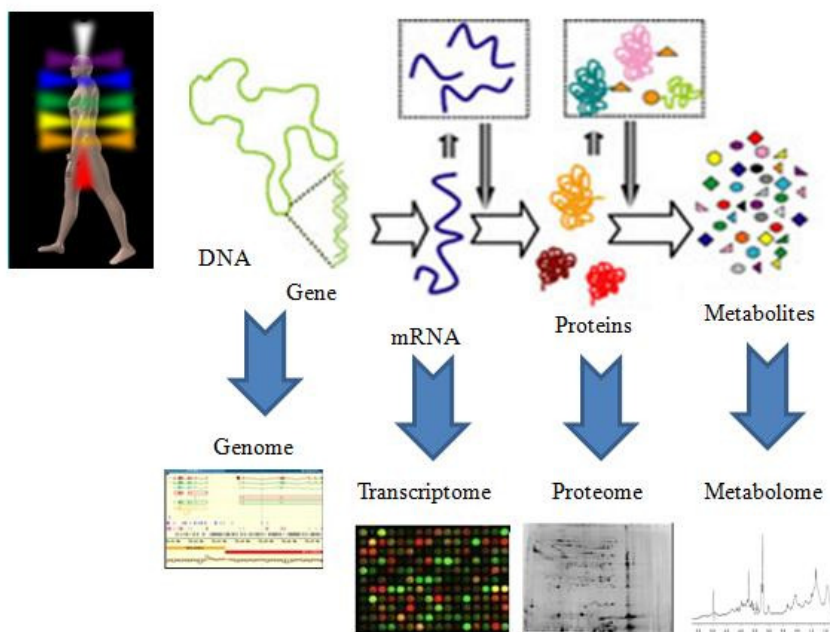 DNA
Gene
mRNA
Proteins
Metabolites
Genome
Transcriptome
Proteome
Metabolome